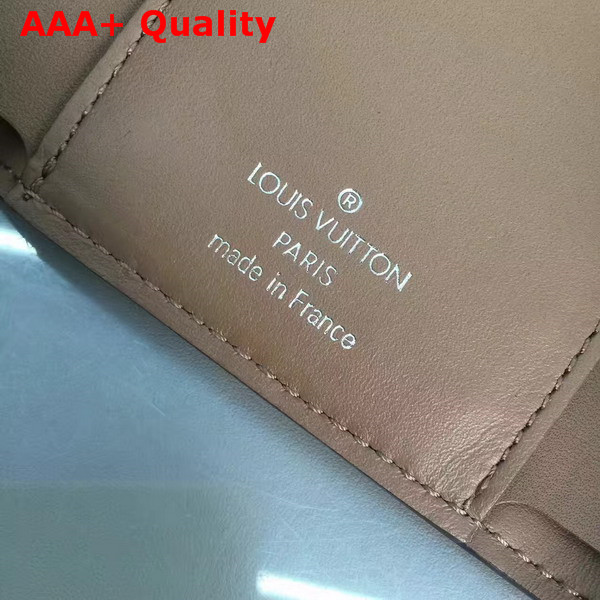 AAA+ Quality
®
LOUIS VUITTON
PARIS
made in France